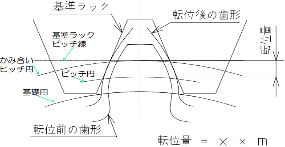 基準ラック
転位後の歯形
転位量
基準ラック
ピッチ線
かみ合い
ピッチ円
ピッチ円
基礎円
転位前の歯形
転位量 = × × m